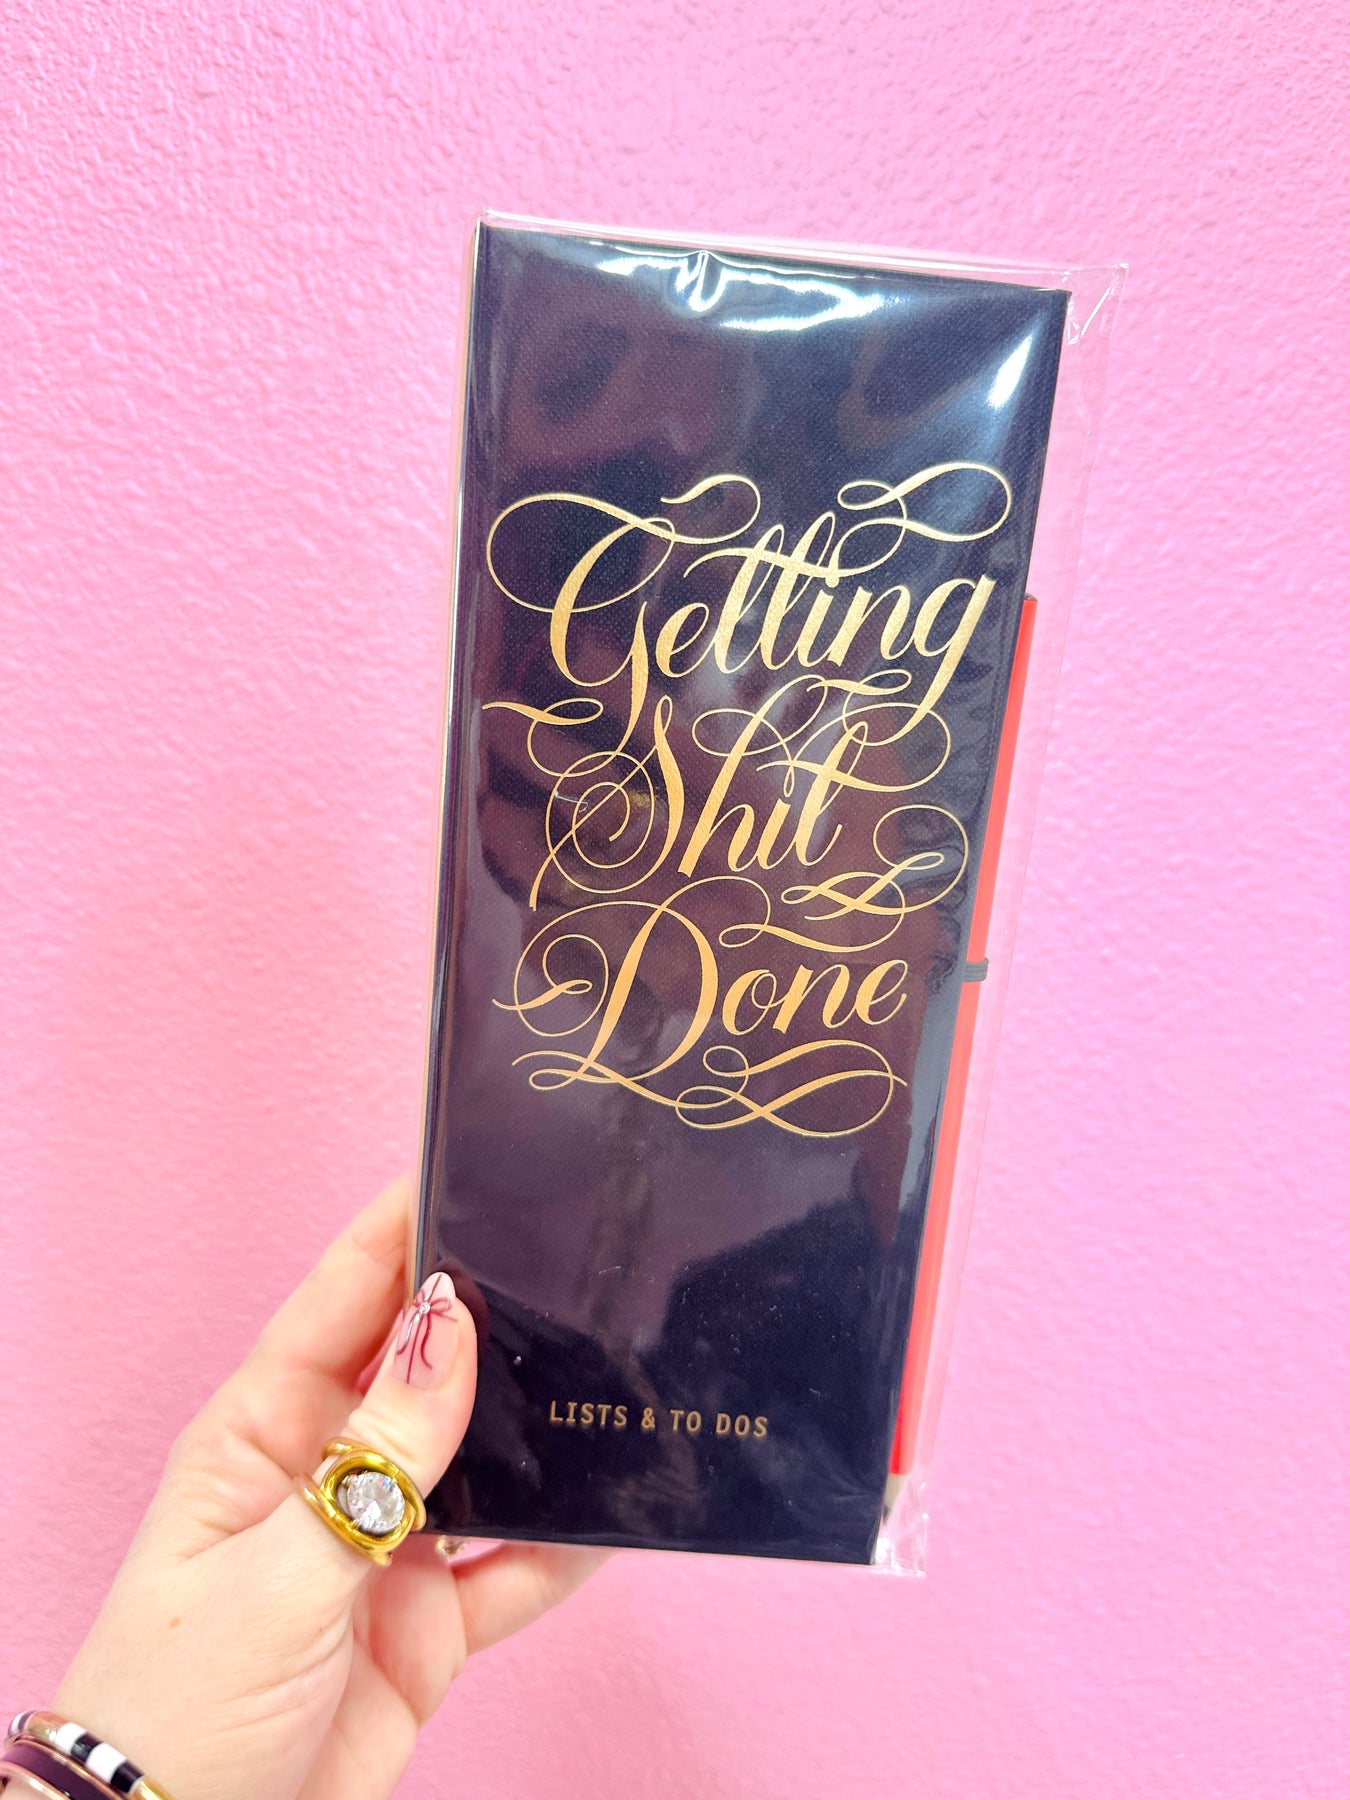 Getting
Shit
Done
LISTS & TO DOS